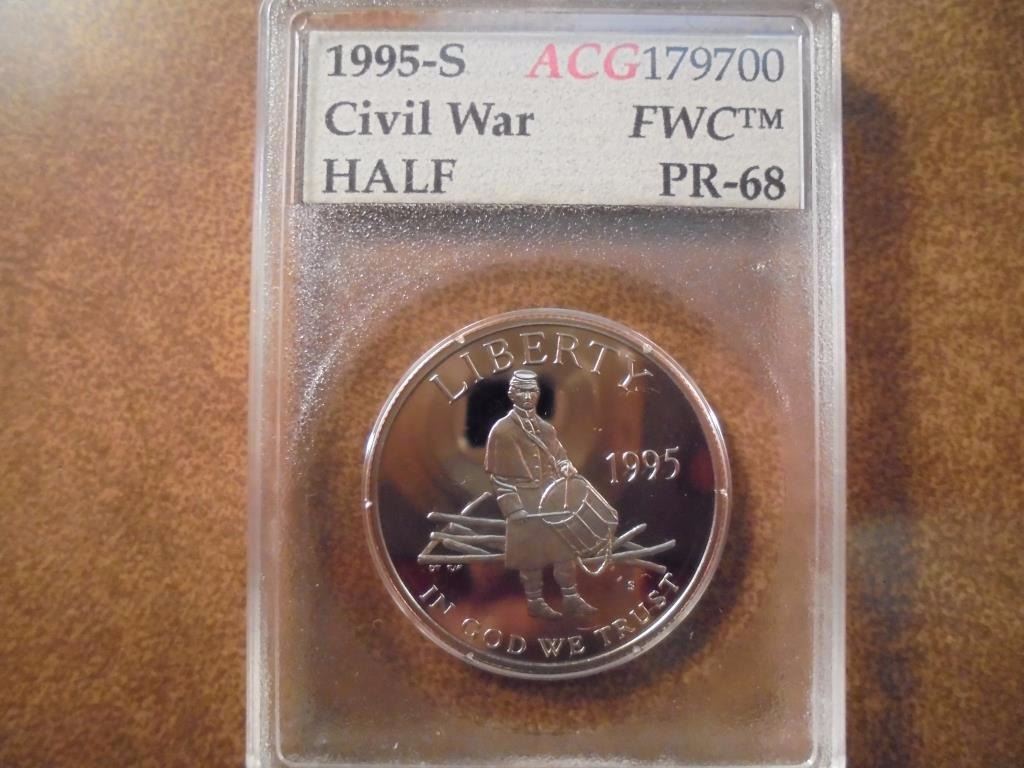 1995-S ACG179700
Civil War FWC™
HALF PR-68
LIBERTY
1995
S
IN GOD WE TRUST